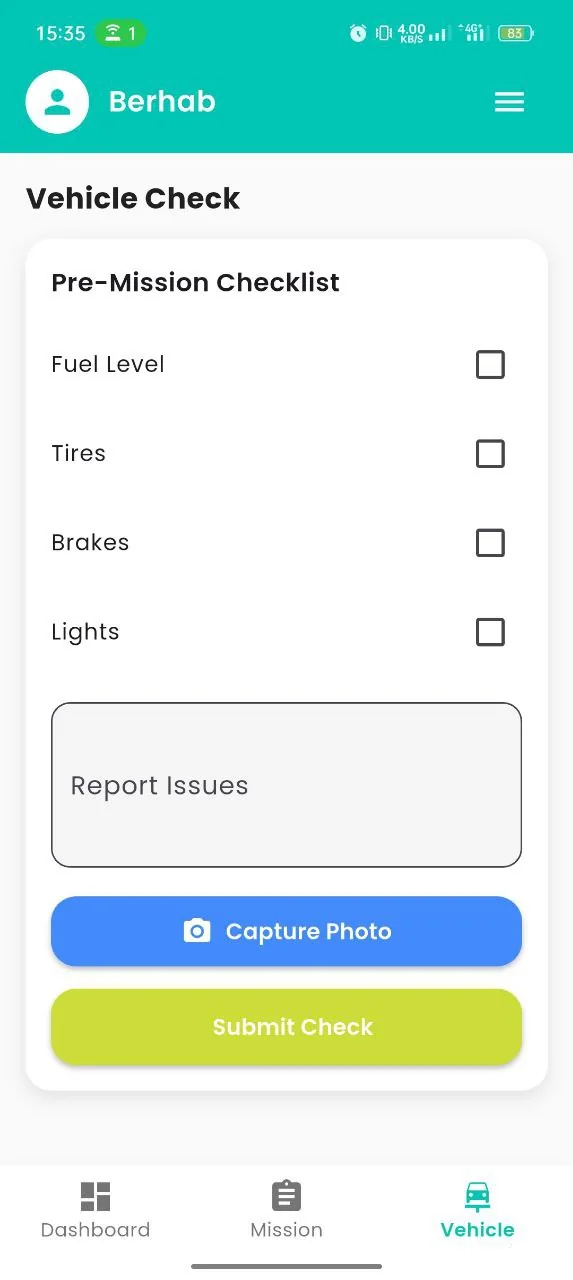 15:35 1 4.00 KB/S 4G+ 83
Berhab
Vehicle Check
Pre-Mission Checklist
Fuel Level
Tires
Brakes
Lights
Report Issues
Capture Photo
Submit Check
Dashboard Mission Vehicle